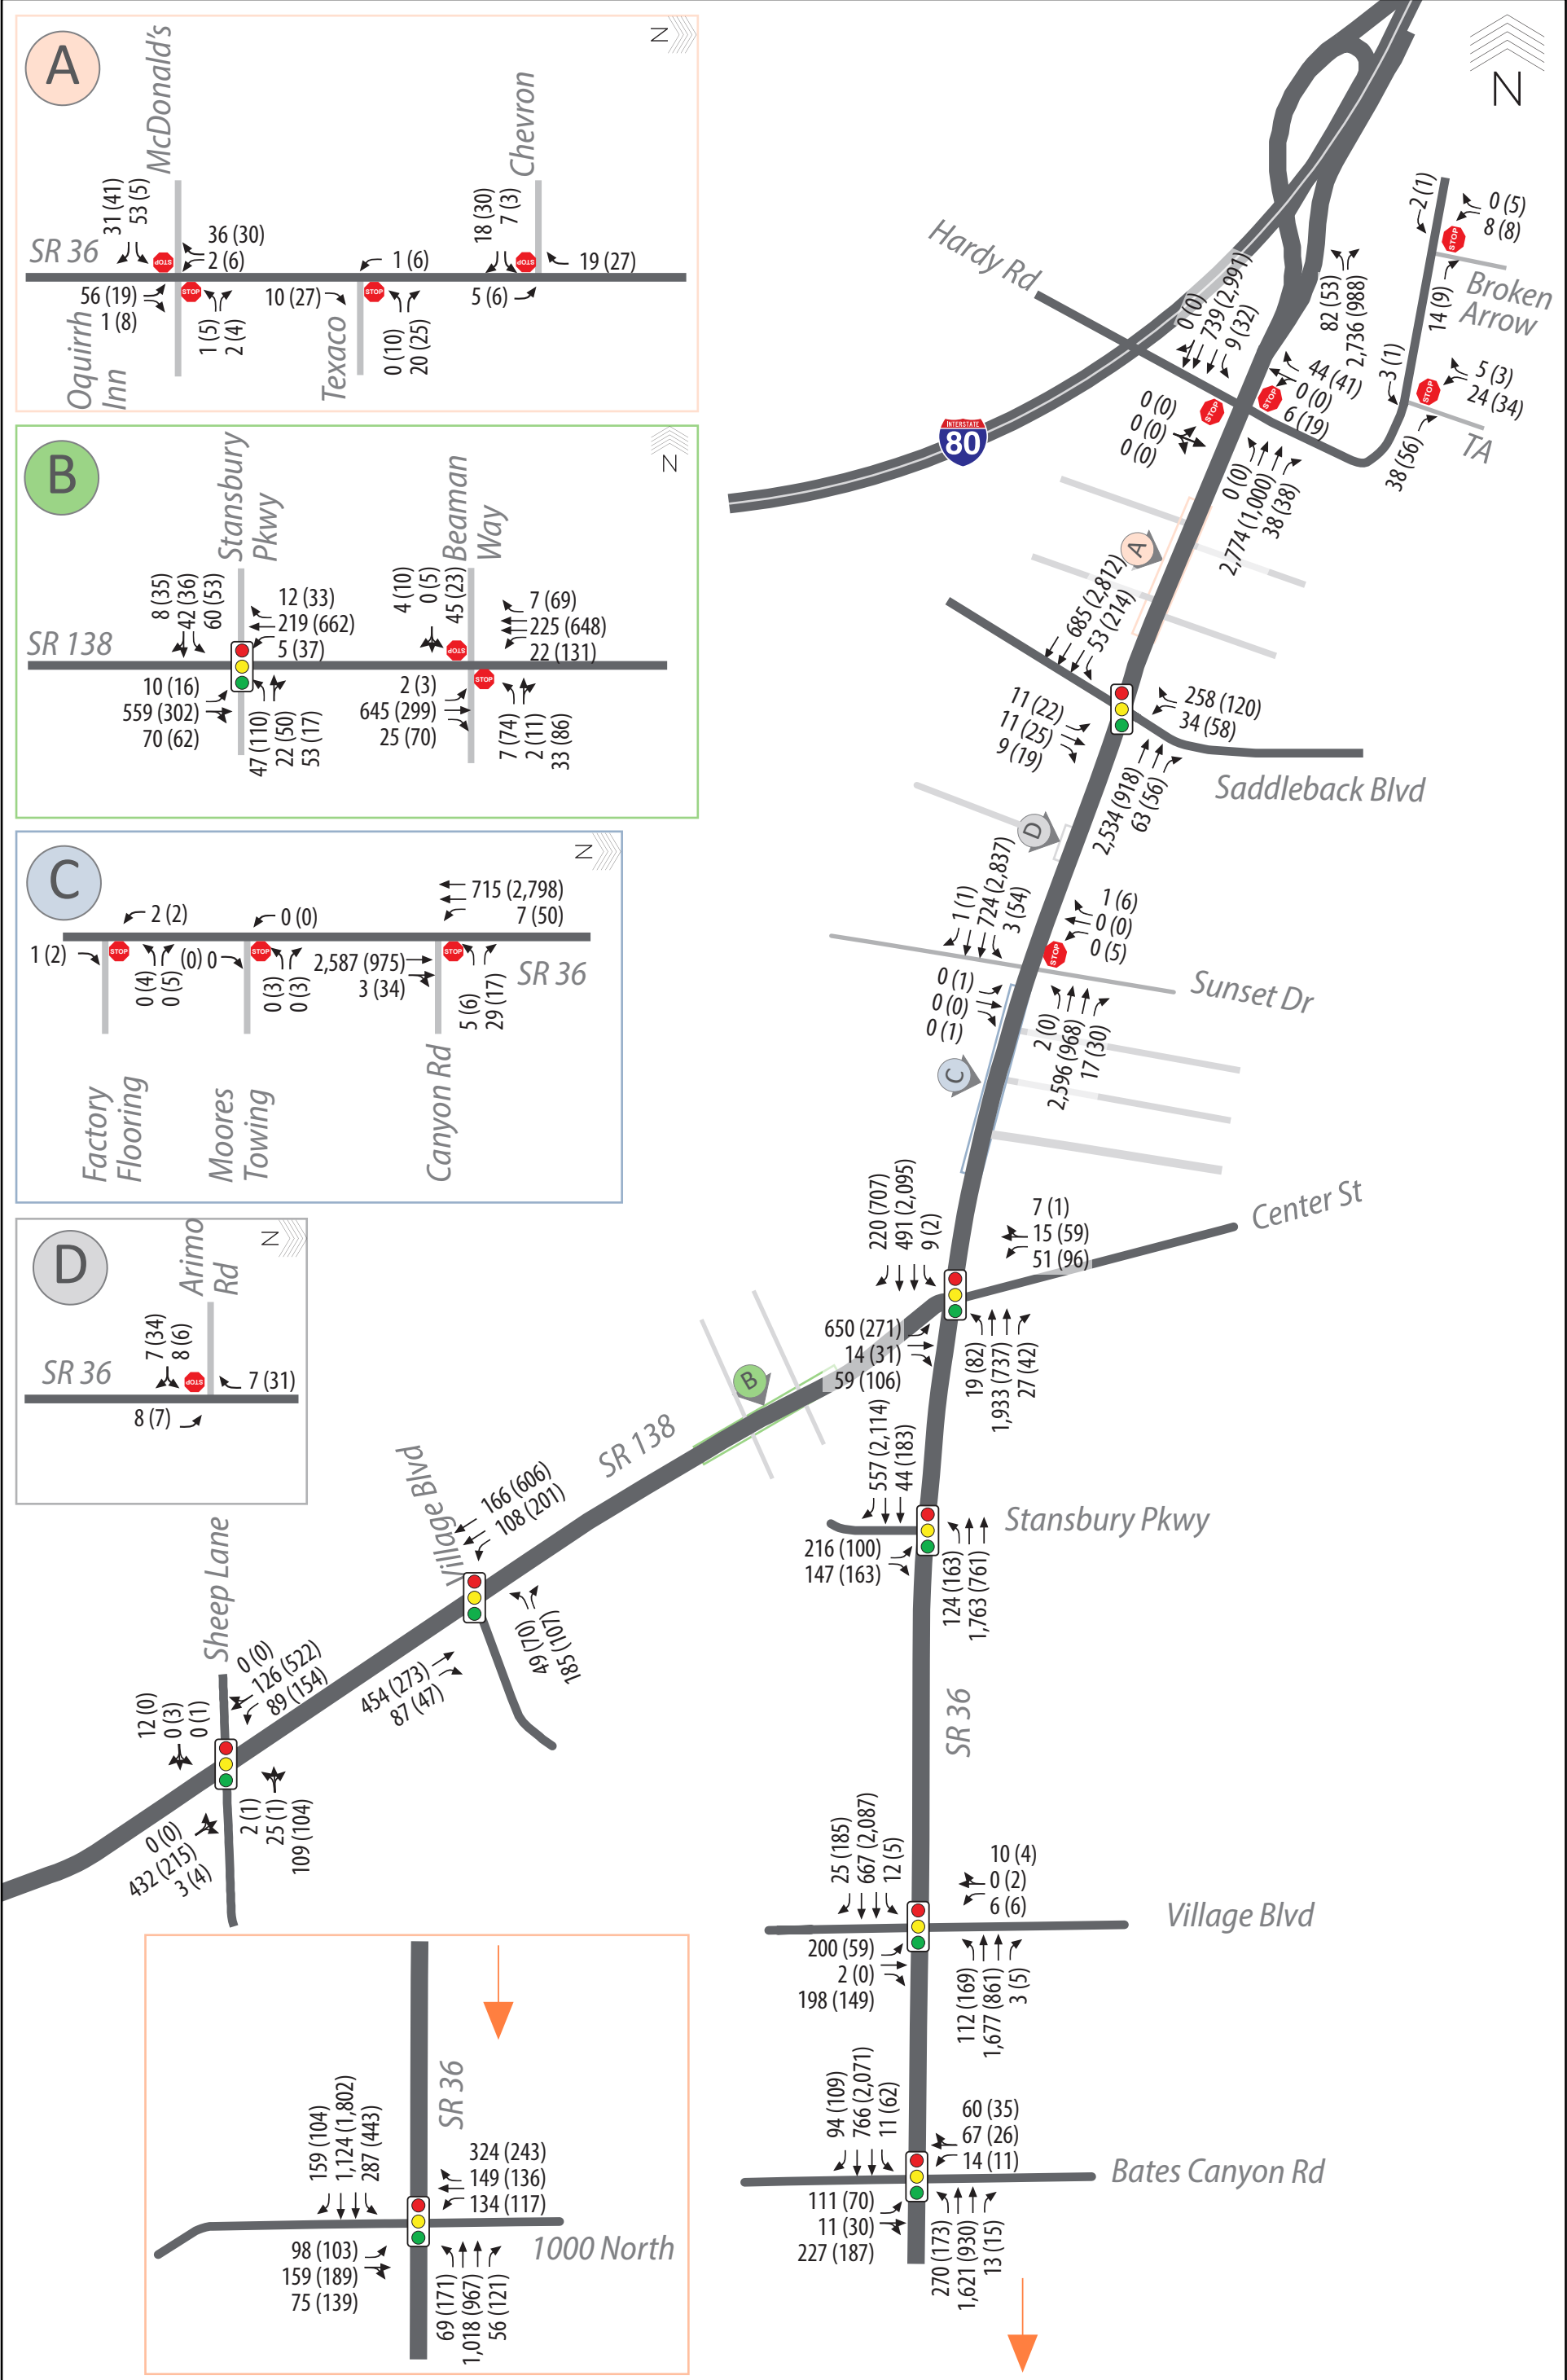 A
N
McDonald's
31 (41)
53 (5)
36 (30)
2 (6)
SR 36
56 (19)
1 (8)
STOP
STOP
1 (5)
2 (4)
Oquirrh
Inn
1 (6)
10 (27)
STOP
0 (10)
20 (25)
Texaco
Chevron
18 (30)
7 (3)
STOP
19 (27)
5 (6)
B
N
Stansbury
Pkwy
8 (35)
42 (36)
60 (53)
12 (33)
219 (662)
5 (37)
SR 138
10 (16)
559 (302)
70 (62)
47 (110)
22 (50)
53 (17)
Beaman
Way
4 (10)
0 (5)
45 (23)
STOP
7 (69)
225 (648)
22 (131)
2 (3)
645 (299)
25 (70)
STOP
7 (74)
2 (11)
33 (86)
C
N
715 (2,798)
7 (50)
2 (2)
0 (0)
1 (2)
STOP
0 (4)
0 (5)
(0) 0
STOP
0 (3)
0 (3)
2,587 (975)
3 (34)
STOP
5 (6)
29 (17)
SR 36
Factory
Flooring
Moores
Towing
Canyon Rd
D
N
Arimo
Rd
7 (34)
8 (6)
STOP
SR 36
7 (31)
8 (7)
N
Hardy Rd
INTERSTATE
80
0 (0)
739 (2,991)
9 (32)
82 (53)
2,736 (988)
2 (1)
0 (5)
8 (8)
STOP
Broken
Arrow
14 (9)
3 (1)
5 (3)
24 (34)
STOP
TA
38 (56)
44 (41)
0 (0)
6 (19)
STOP
STOP
0 (0)
0 (0)
0 (0)
0 (0)
2,774 (1,000)
38 (38)
A
685 (2,812)
53 (214)
11 (22)
11 (25)
9 (19)
258 (120)
34 (58)
Saddleback Blvd
2,534 (918)
63 (56)
D
1 (1)
724 (2,837)
3 (54)
1 (6)
0 (0)
0 (5)
STOP
Sunset Dr
0 (1)
0 (0)
0 (1)
2 (0)
2,596 (968)
17 (30)
C
220 (707)
491 (2,095)
9 (2)
7 (1)
15 (59)
51 (96)
Center St
650 (271)
14 (31)
59 (106)
19 (82)
1,933 (737)
27 (42)
B
SR 138
557 (2,114)
44 (183)
Stansbury Pkwy
216 (100)
147 (163)
124 (163)
1,763 (761)
Village Blvd
166 (606)
108 (201)
454 (273)
87 (47)
49 (70)
185 (107)
Sheep Lane
0 (0)
126 (522)
89 (154)
12 (0)
0 (3)
0 (1)
0 (0)
432 (215)
3 (4)
2 (1)
25 (1)
109 (104)
SR 36
25 (185)
667 (2,087)
12 (5)
10 (4)
0 (2)
6 (6)
Village Blvd
200 (59)
2 (0)
198 (149)
112 (169)
1,677 (861)
3 (5)
94 (109)
766 (2,071)
11 (62)
60 (35)
67 (26)
14 (11)
Bates Canyon Rd
111 (70)
11 (30)
227 (187)
270 (173)
1,621 (930)
13 (15)
SR 36
159 (104)
1,124 (1,802)
287 (443)
324 (243)
149 (136)
134 (117)
1000 North
98 (103)
159 (189)
75 (139)
69 (171)
1,018 (967)
56 (121)